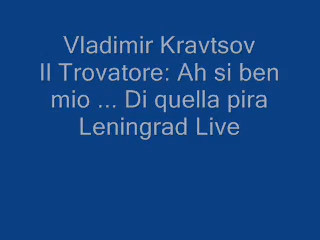 Vladimir Kravtsov
Il Trovatore: Ah si ben
mio ... Di quella pira
Leningrad Live